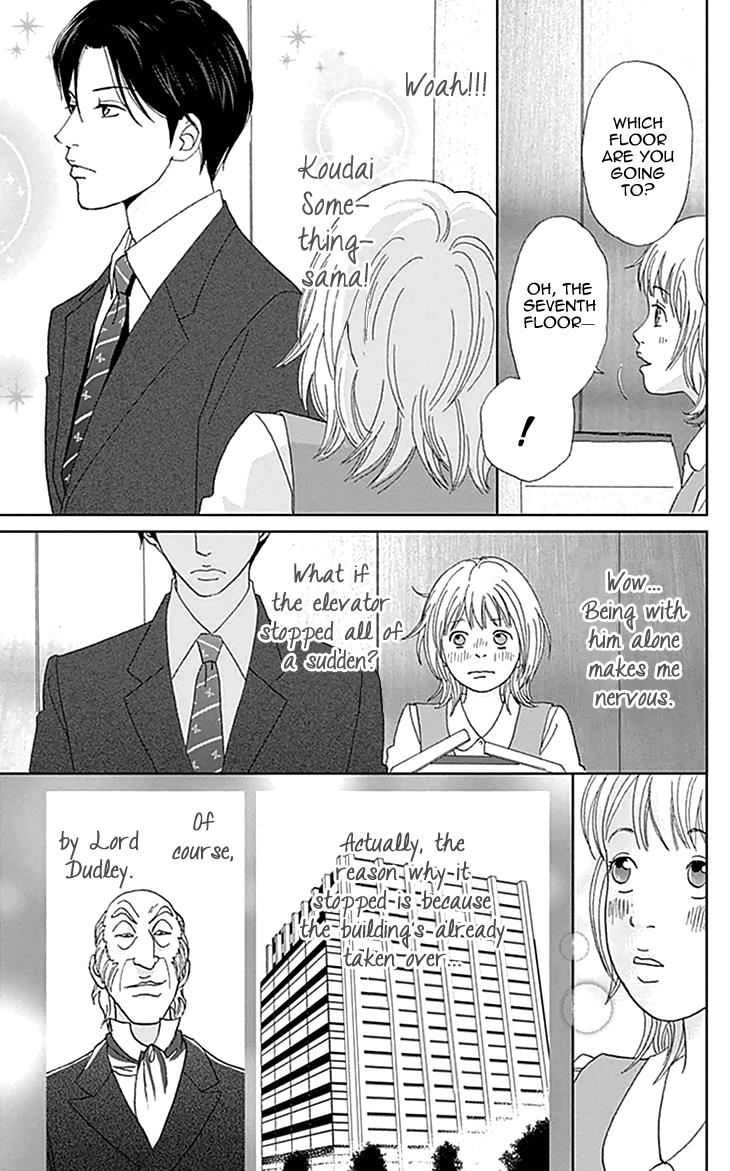 WHICH
FLOOR
ARE YOU
GOING
TO?
OH, THE
SEVENTH
FLOOR—
!
Woah!!!
Koudai
Some-
thing-
sama!
Wow...
Being with
him alone
makes me
nervous.
What if
the elevator
stopped all of
a sudden?
Actually, the
reason why it
stopped is because
the building's already
taken over...
Of
course,
by Lord
Dudley.